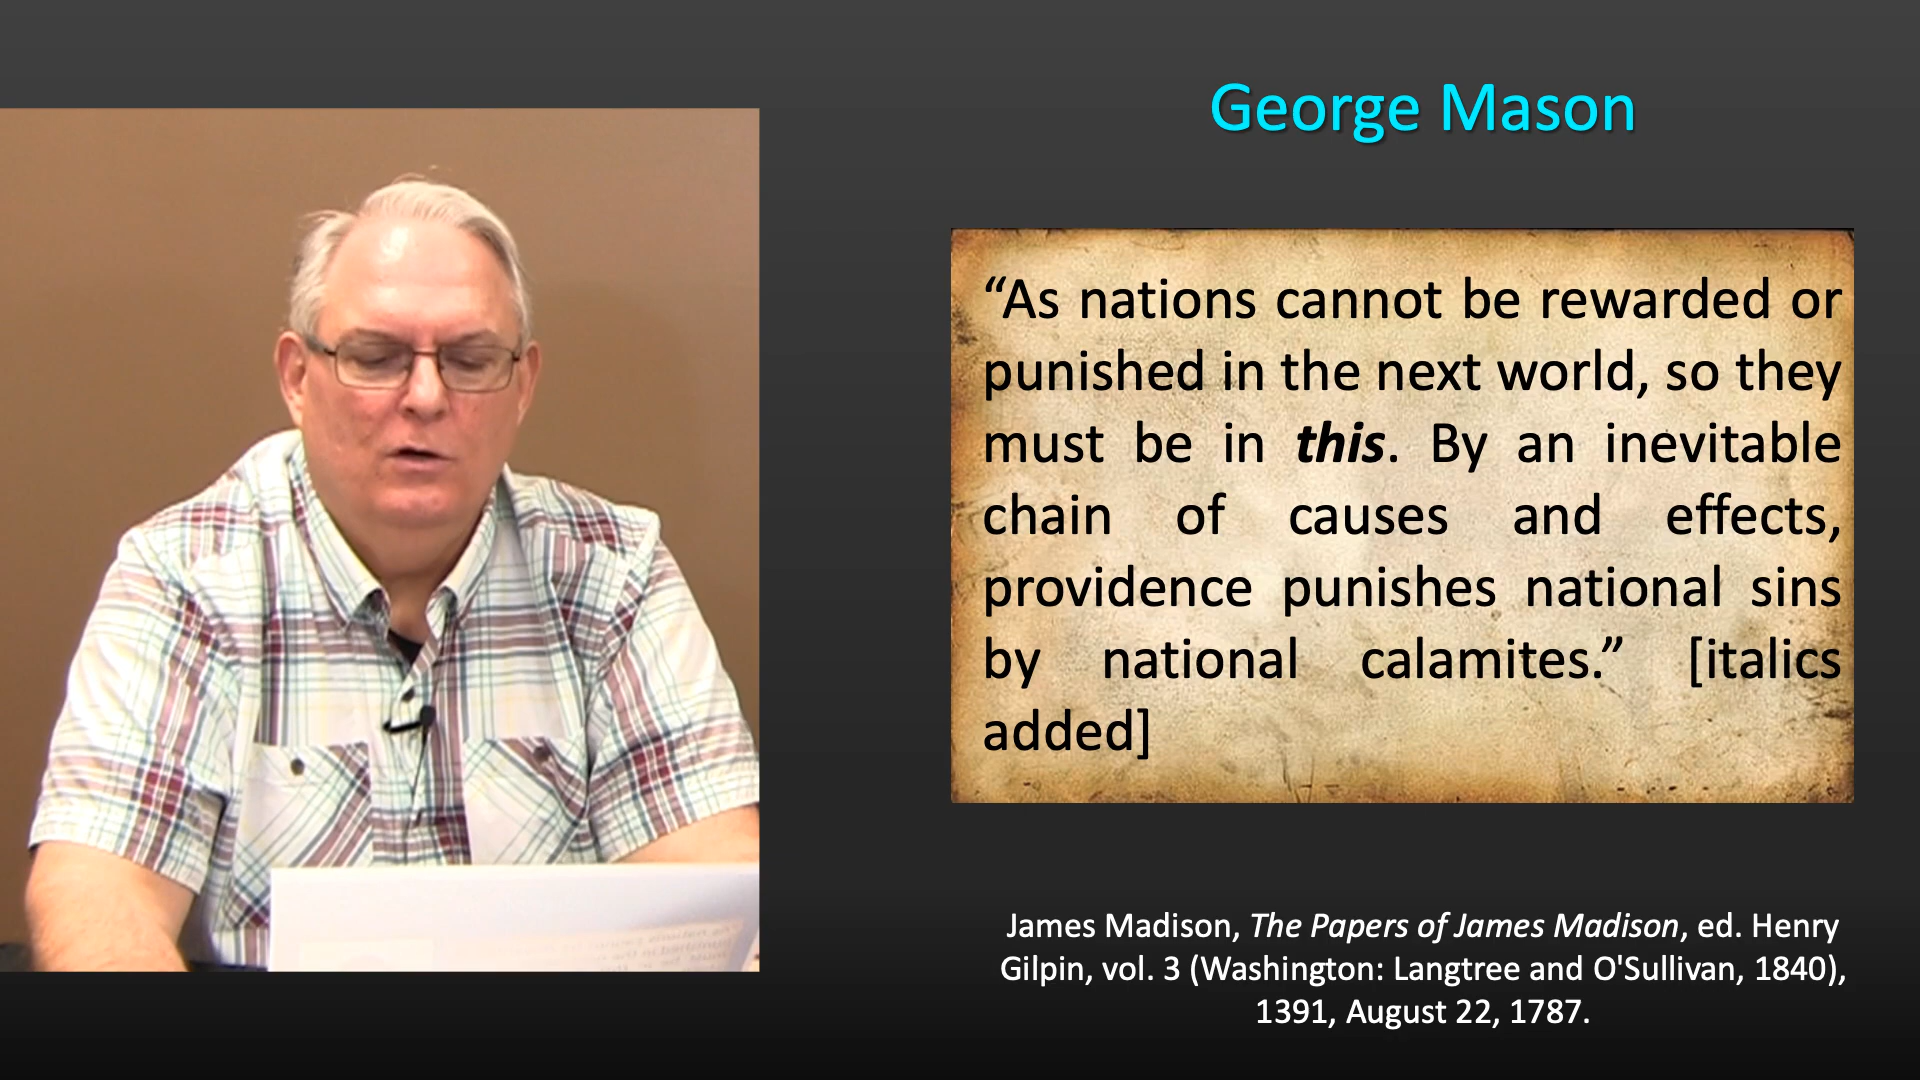 George Mason
“As nations cannot be rewarded or
punished in the next world, so they
must be in this. By an inevitable
chain of causes and effects,
providence punishes national sins
by national calamites.” [italics
added]
James Madison, The Papers of James Madison, ed. Henry
Gilpin, vol. 3 (Washington: Langtree and O'Sullivan, 1840),
1391, August 22, 1787.